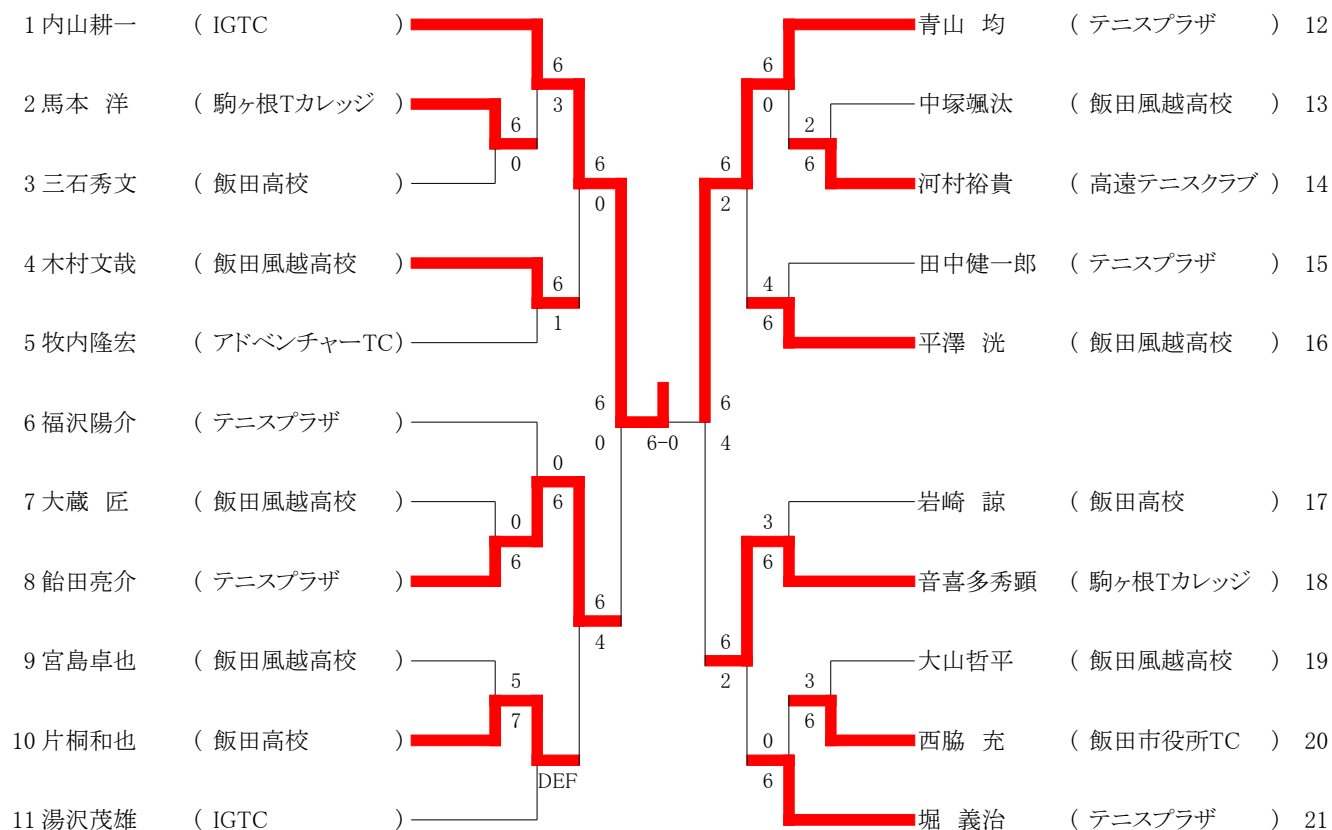 1 内山耕一 ( IGTC ) 青山 均 ( テニスプラザ ) 12
6 6
2 馬本 洋 ( 駒ヶ根Tカレッジ ) 3 0 中塚颯汰 ( 飯田風越高校 ) 13
6 2
0 6
3 三石秀文 ( 飯田高校 ) 6 6 河村裕貴 ( 高遠テニスクラブ ) 14
0 2
4 木村文哉 ( 飯田風越高校 ) 田中健一郎 ( テニスプラザ ) 15
6 4
1 6
5 牧内隆宏 ( アドベンチャーTC ) 平澤 洸 ( 飯田風越高校 ) 16
6 6
6 福沢陽介 ( テニスプラザ )
0 6-0 4
0
7 大蔵 匠 ( 飯田風越高校 ) 6 岩崎 諒 ( 飯田高校 ) 17
0 3
6 6
8 飴田亮介 ( テニスプラザ ) 音喜多秀顕 ( 駒ヶ根Tカレッジ ) 18
6
4 6
9 宮島卓也 ( 飯田風越高校 ) 大山哲平 ( 飯田風越高校 ) 19
5 2 3
7 6
10 片桐和也 ( 飯田高校 ) 0 西脇 充 ( 飯田市役所TC ) 20
DEF 6
11 湯沢茂雄 ( IGTC ) 堀 義治 ( テニスプラザ ) 21